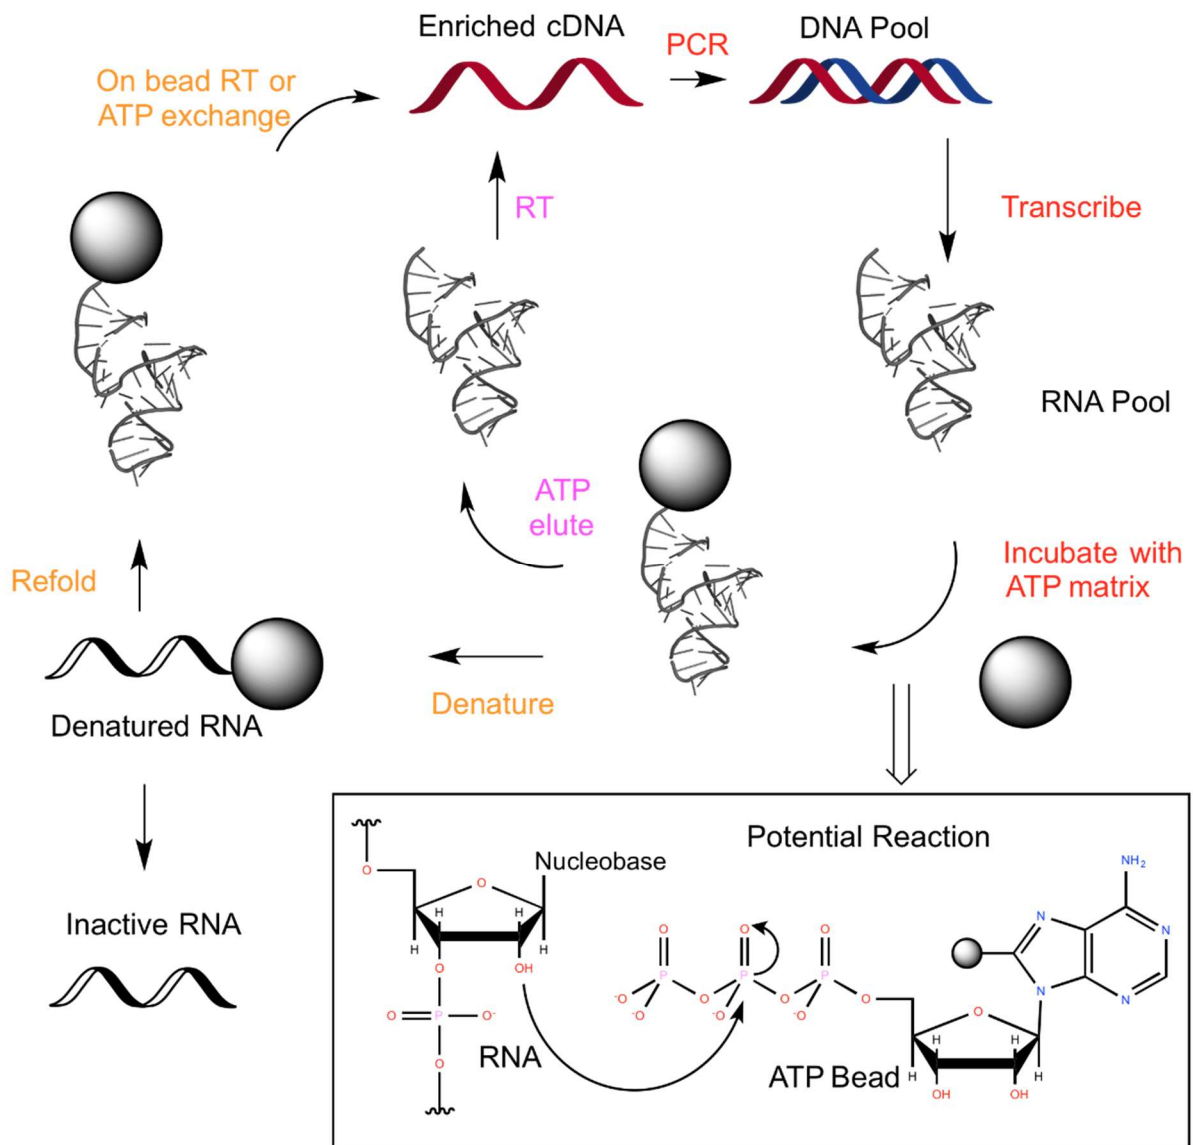 Enriched cDNA
PCR
DNA Pool
On bead RT or
ATP exchange
RT
Transcribe
RNA Pool
ATP
elute
Incubate with
ATP matrix
Refold
Denature
Denatured RNA
Inactive RNA
Potential Reaction
Nucleobase
O
O
H
H
H
H
O
OH
O
P
O-
O
RNA
O
O
O
P
P
P
-O
-O
O
-O
O
-O
O
NH2
N
N
N
N
O
H
H
H
H
OH
OH
ATP Bead